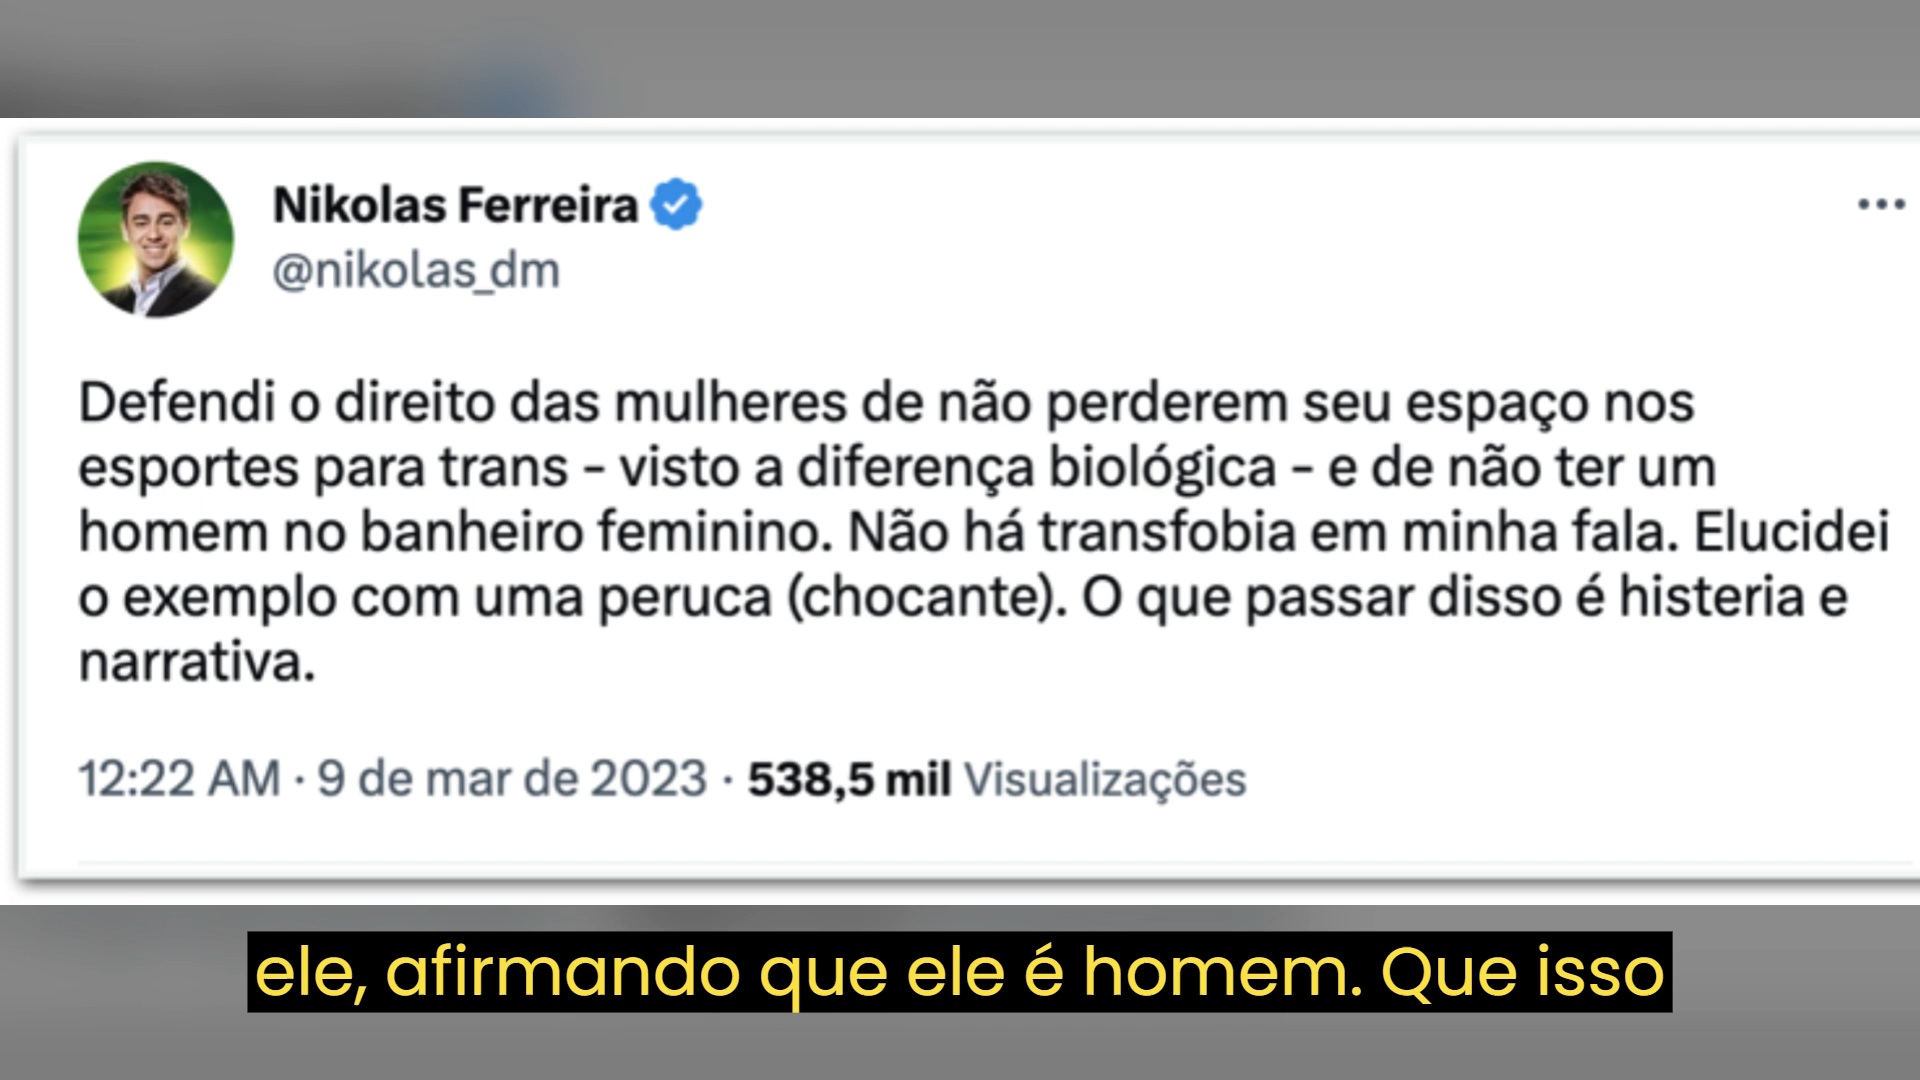 Nikolas Ferreira
@nikolas_dm
Defendi o direito das mulheres de não perderem seu espaço nos
esportes para trans – visto a diferença biológica – e de não ter um
homem no banheiro feminino. Não há transfobia em minha fala. Elucidei
o exemplo com uma peruca (chocante). O que passar disso é histeria e
narrativa.
12:22 AM · 9 de mar de 2023 · 538,5 mil Visualizações
ele, afirmando que ele é homem. Que isso